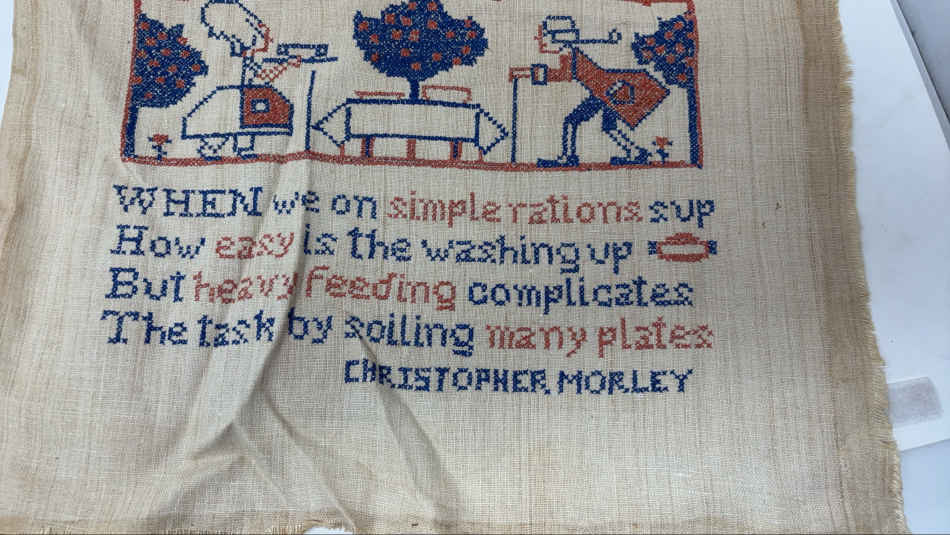 WHEN we on simple rations sup
How easy is the washing up
But heavy feeding complicates
The task by soiling many plates
CHRISTOPHER MORLEY